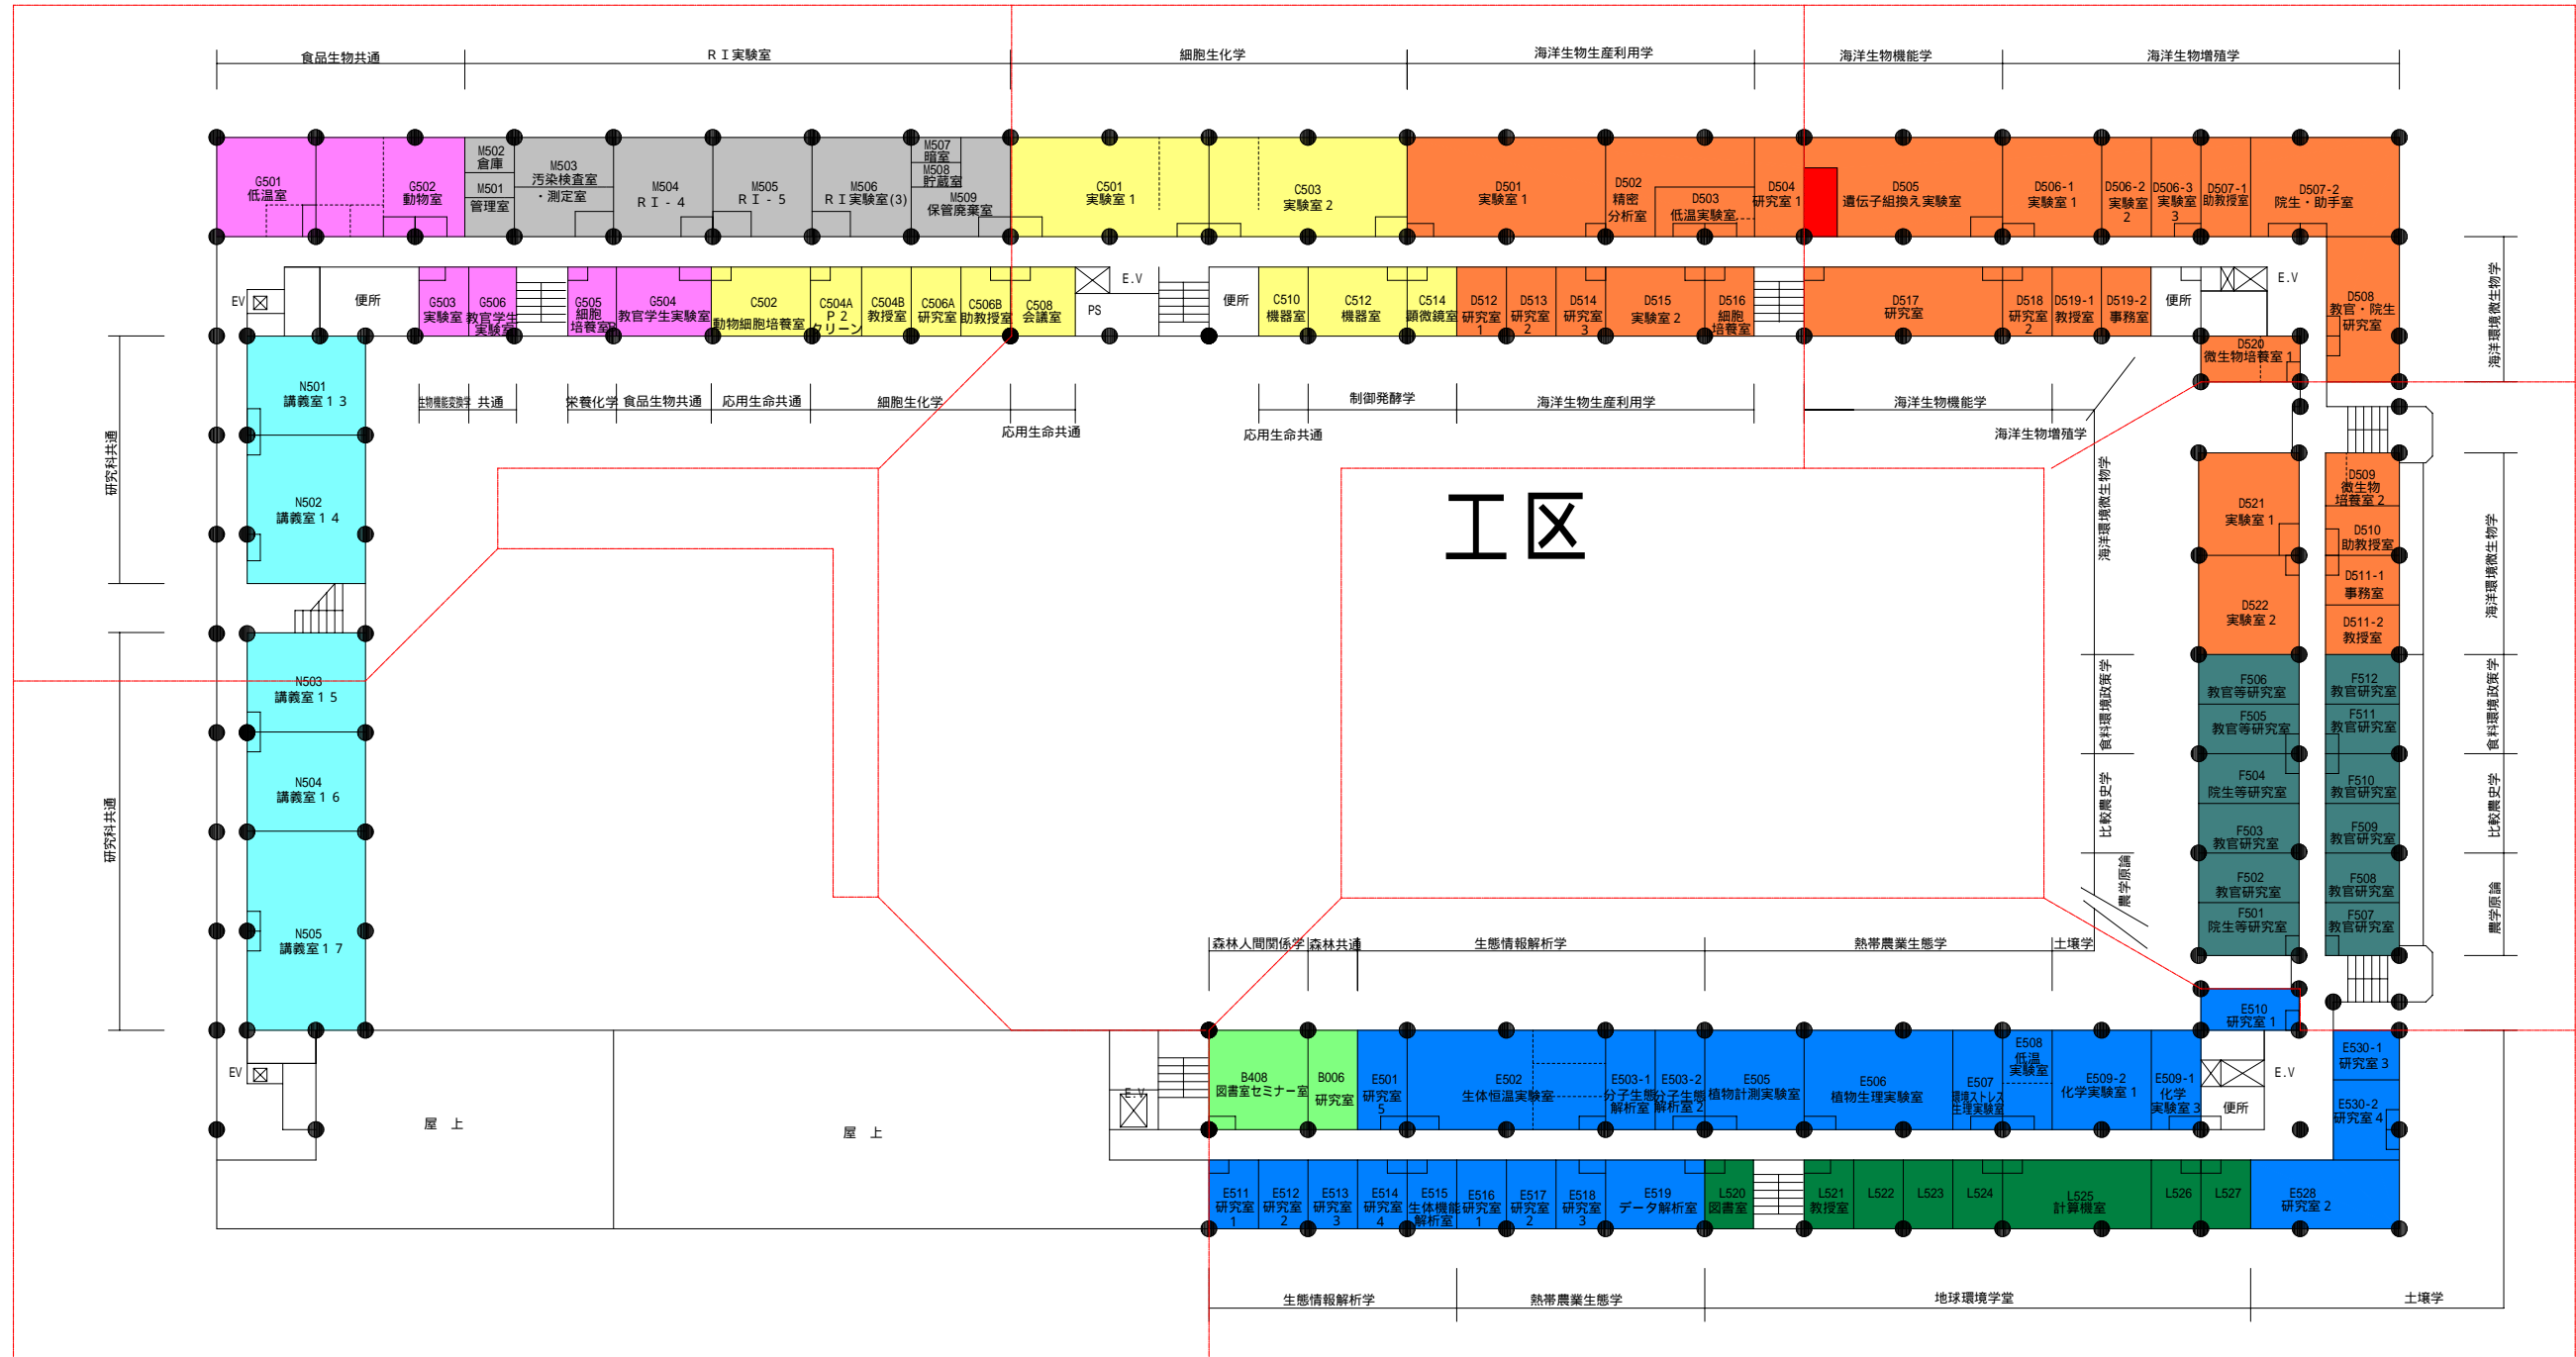 食品生物共通
ＲＩ実験室
細胞生化学
海洋生物生産利用学
海洋生物機能学
海洋生物増殖学
G501
低温室
G502
動物室
M502
倉庫
M501
管理室
M503
汚染検査室
・測定室
M504
ＲＩ-４
M505
ＲＩ-５
M506
ＲＩ実験室(3)
M507
暗室
M508
貯蔵室
M509
保管廃棄室
C501
実験室１
C503
実験室２
D501
実験室１
D502
精密
分析室
D503
低温実験室
D504
研究室１
D505
遺伝子組換え実験室
D506-1
実験室１
D506-2
実験室
2
D506-3
実験室
3
D507-1
助教授室
D507-2
院生・助手室
EV
便所
G503
実験室
G506
教官学生
実験室
G505
細胞
培養室
G504
教官学生実験室
C502
動物細胞培養室
C504A
Ｐ２
クリーン
C504B
教授室
C506A
研究室
C506B
助教授室
C508
会議室
PS
E.V
便所
C510
機器室
C512
機器室
C514
顕微鏡室
D512
研究室
1
D513
研究室
2
D514
研究室
3
D515
実験室２
D516
細胞
培養室
D517
研究室
D518
研究室
2
D519-1
教授室
D519-2
事務室
便所
E.V
D508
教官・院生
研究室
D520
微生物培養室１
海洋環境微生物学
生物機能変換学
共通
栄養化学
食品生物共通
応用生命共通
細胞生化学
応用生命共通
応用生命共通
制御発酵学
海洋生物生産利用学
海洋生物機能学
海洋生物増殖学
N501
講義室１３
N502
講義室１４
研究科共通
N503
講義室１５
N504
講義室１６
N505
講義室１７
研究科共通
工区
海洋環境微生物学
D521
実験室１
D522
実験室２
D509
微生物
培養室２
D510
助教授室
D511-1
事務室
D511-2
教授室
海洋環境微生物学
食料環境政策学
F506
教官等研究室
F505
教官等研究室
F512
教官研究室
F511
教官研究室
食料環境政策学
比較農史学
F504
院生等研究室
F503
教官研究室
F510
教官研究室
F509
教官研究室
比較農史学
農学原論
F502
教官研究室
F501
院生等研究室
F508
教官研究室
F507
教官研究室
農学原論
森林人間関係学
森林共通
生態情報解析学
熱帯農業生態学
土壌学
E510
研究室１
EV
屋　上
屋　上
E.V
B408
図書室セミナー室
B006
研究室
E501
研究室
5
E502
生体恒温実験室
E503-1
分子生態
解析室
E503-2
分子生態
解析室２
E505
植物計測実験室
E506
植物生理実験室
E507
環境ストレス
生理実験室
E508
低温
実験室
E509-2
化学実験室１
E509-1
化学
実験室３
E.V
便所
E530-1
研究室３
E530-2
研究室４
E511
研究室
1
E512
研究室
2
E513
研究室
3
E514
研究室
4
E515
生体機能
解析室
E516
研究室
1
E517
研究室
2
E518
研究室
3
E519
データ解析室
L520
図書室
L521
教授室
L522
L523
L524
L525
計算機室
L526
L527
E528
研究室２
生態情報解析学
熱帯農業生態学
地球環境学堂
土壌学